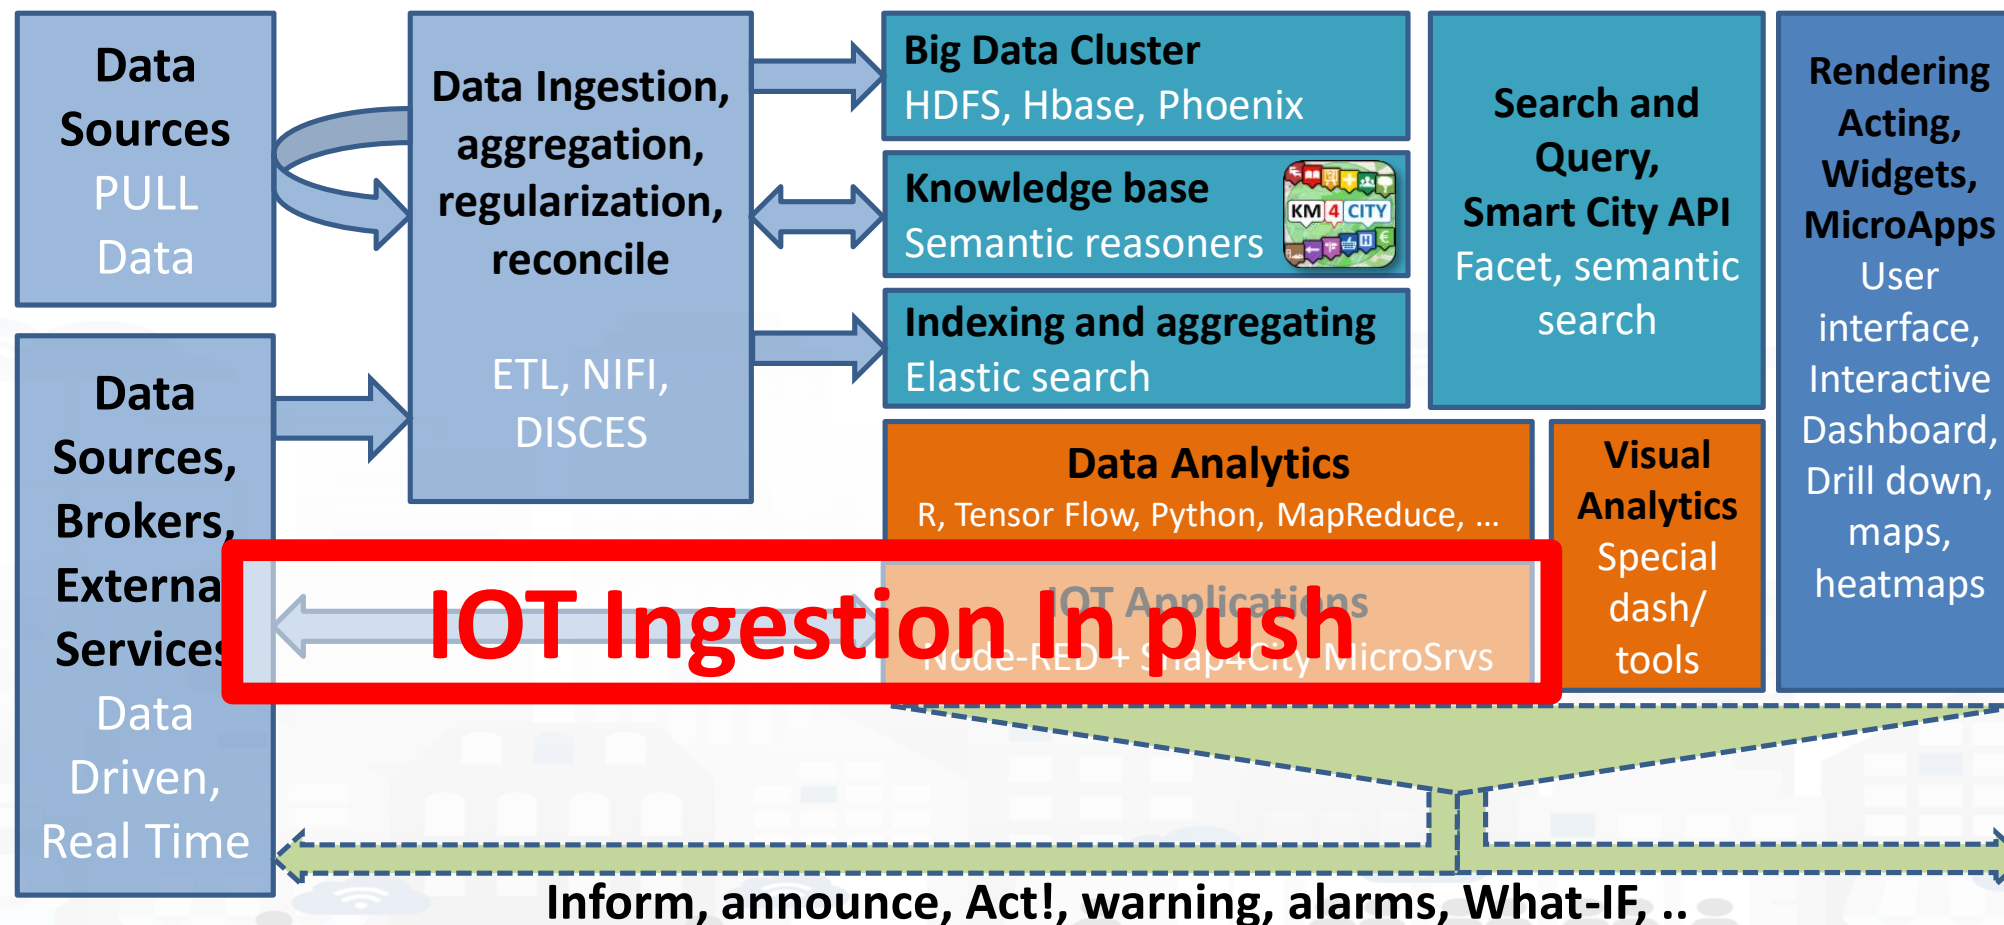 Data
Sources
PULL
Data
Data
Sources,
Brokers,
Externa
Services
Data
Driven,
Real Time
Data Ingestion,
aggregation,
regularization,
reconcile
ETL, NIFI,
DISCES
Big Data Cluster
HDFS, Hbase, Phoenix
Knowledge base
Semantic reasoners
KM 4 CITY
Indexing and aggregating
Elastic search
Search and
Query,
Smart City API
Facet, semantic
search
Rendering
Acting,
Widgets,
MicroApps
User
interface,
Interactive
Dashboard,
Drill down,
maps,
heatmaps
Data Analytics
R, Tensor Flow, Python, MapReduce, ...
Visual
Analytics
Special
dash/
tools
IOT Applications
Node-RED + Snap4City MicroSrvs
IOT Ingestion In push
Inform, announce, Act!, warning, alarms, What-IF, ..